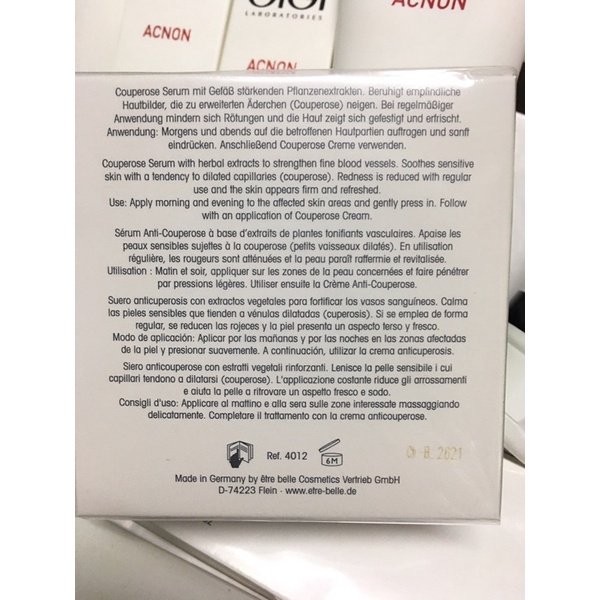 GIGI
LABORATORIES
ACNON
ACNON
ACNON
Couperose Serum mit Gefäß stärkenden Pflanzenextrakten. Beruhigt empfindliche
Hautbilder, die zu erweiterten Äderchen (Couperose) neigen. Bei regelmäßiger
Anwendung mindern sich Rötungen und die Haut zeigt sich gefestigt und erfrischt.
Anwendung: Morgens und abends auf die betroffenen Hautpartien auftragen und sanft
eindrücken. Anschließend Couperose Creme verwenden.
Couperose Serum with herbal extracts to strengthen fine blood vessels. Soothes sensitive
skin with a tendency to dilated capillaries (couperose). Redness is reduced with regular
use and the skin appears firm and refreshed.
Use: Apply morning and evening to the affected skin areas and gently press in. Follow
with an application of Couperose Cream.
Sérum Anti-Couperose à base d'extraits de plantes tonifiants vasculaires. Apaise les
peaux sensibles sujettes à la couperose (petits vaisseaux dilatés). En utilisation
régulière, les rougeurs sont atténuées et la peau paraît raffermie et revitalisée.
Utilisation : Matin et soir, appliquer sur les zones de la peau concernées et faire pénétrer
par pressions légères. Utiliser ensuite la Crème Anti-Couperose.
Suero anticuperosis con extractos vegetales para fortificar los vasos sanguíneos. Calma
las pieles sensibles que tienden a vénulas dilatadas (cuperosis). Si se emplea de forma
regular, se reducen las rojeces y la piel presenta un aspecto terso y fresco.
Modo de aplicación: Aplicar por las mañanas y por las noches en las zonas afectadas
de la piel y presionar suavemente. A continuación, utilizar la crema anticuperosis.
Siero anticouperose con estratti vegetali rinforzanti. Lenisce la pelle sensibile i cui
capillari tendono a dilatarsi (couperose). L'applicazione costante riduce gli arrossamenti
e aiuta la pelle a ritrovare un aspetto fresco e sodo.
Consigli d'uso: Applicare al mattino e alla sera sulle zone interessate massaggiando
delicatamente. Completare il trattamento con la crema anticouperose.
Ref. 4012
6M
Made in Germany by être belle Cosmetics Vertrieb GmbH
D-74223 Flein · www.etre-belle.de